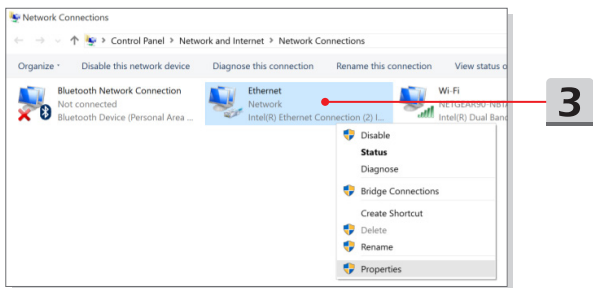 Network Connections
Control Panel > Network and Internet > Network Connections
Organize Disable this network device Diagnose this connection Rename this connection View status o
Bluetooth Network Connection
Not connected
Bluetooth Device (Personal Area ...
Ethernet
Network
Intel(R) Ethernet Connection (2) I...
Wi-Fi
Intel(R) Dual Band
3
Disable
Status
Diagnose
Bridge Connections
Create Shortcut
Delete
Rename
Properties